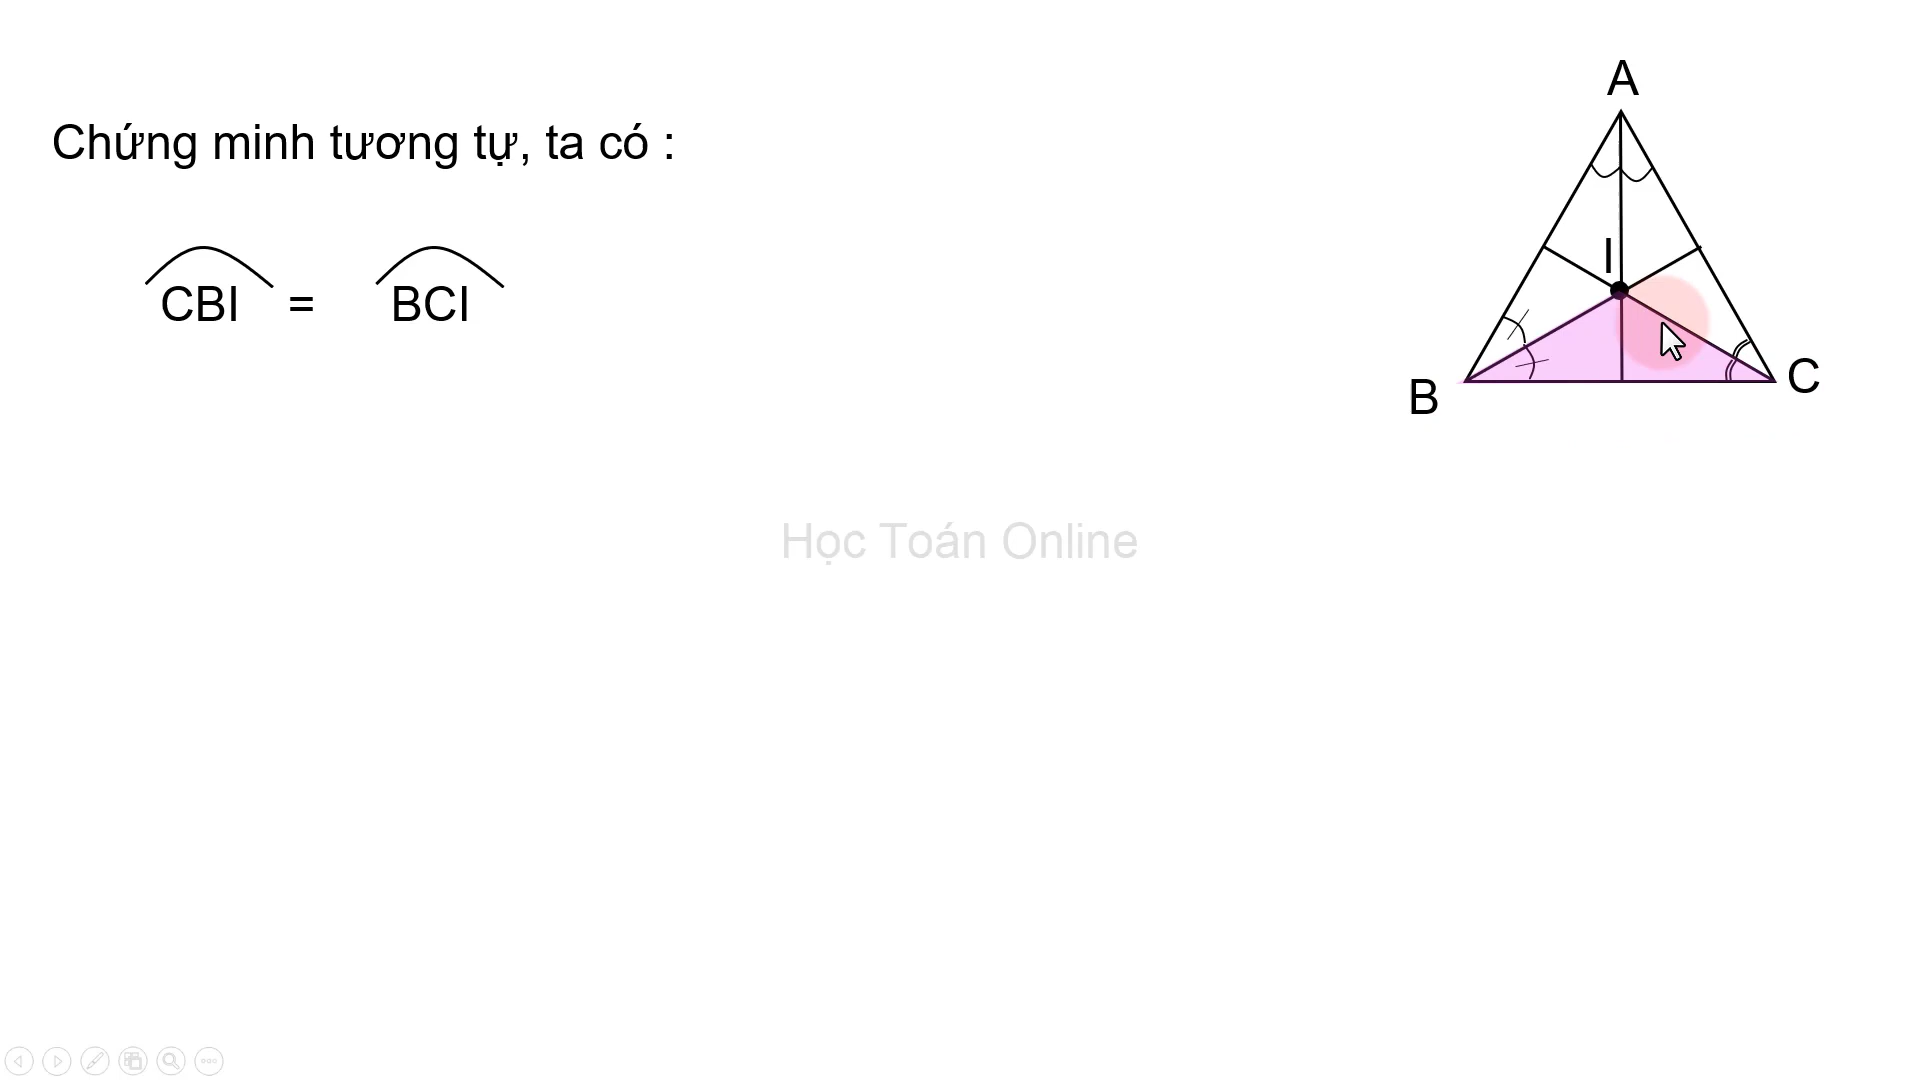 Chứng minh tương tự, ta có :
CBI = BCI
A
I
B
C
Học Toán Online